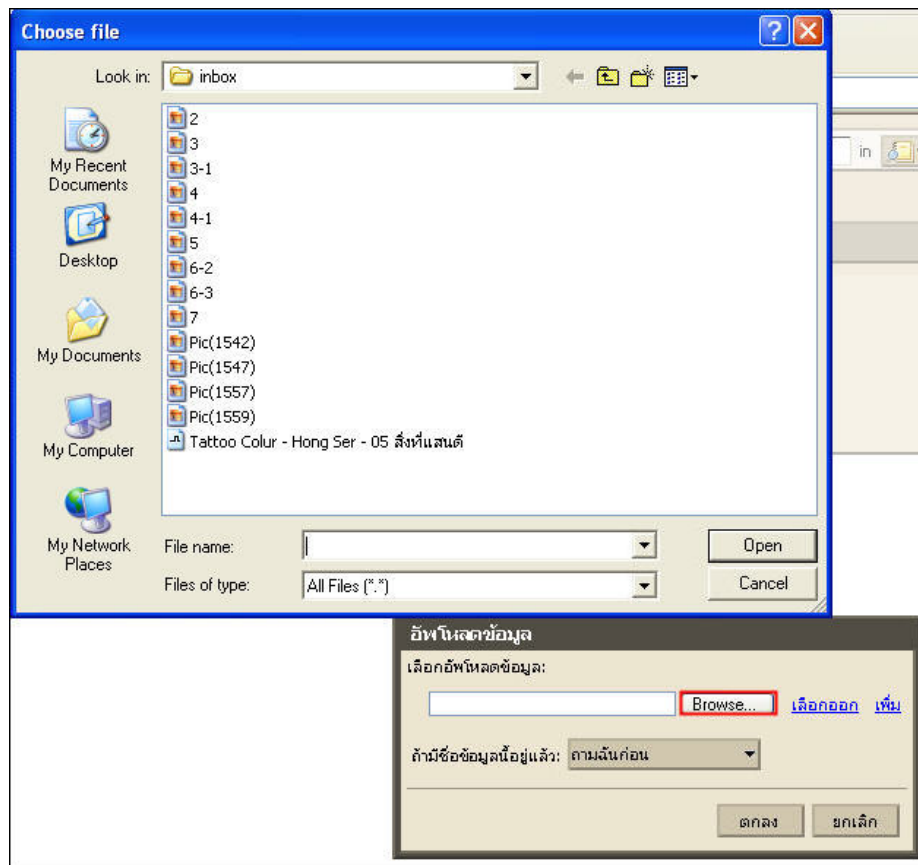 Choose file
Look in: inbox
My Recent Documents
Desktop
My Documents
My Computer
My Network Places
2
3
3-1
4
4-1
5
6-2
6-3
7
Pic(1542)
Pic(1547)
Pic(1557)
Pic(1559)
Tattoo Colur - Hong Ser - 05 สิ่งที่แสนดี
File name: Open
Files of type: All Files (*.*) Cancel
in
อัพโหลดข้อมูล
เลือกอัพโหลดข้อมูล:
Browse... เลือกออก เพิ่ม
ถ้ามีชื่อข้อมูลนี้อยู่แล้ว: ถามฉันก่อน
ตกลง ยกเลิก